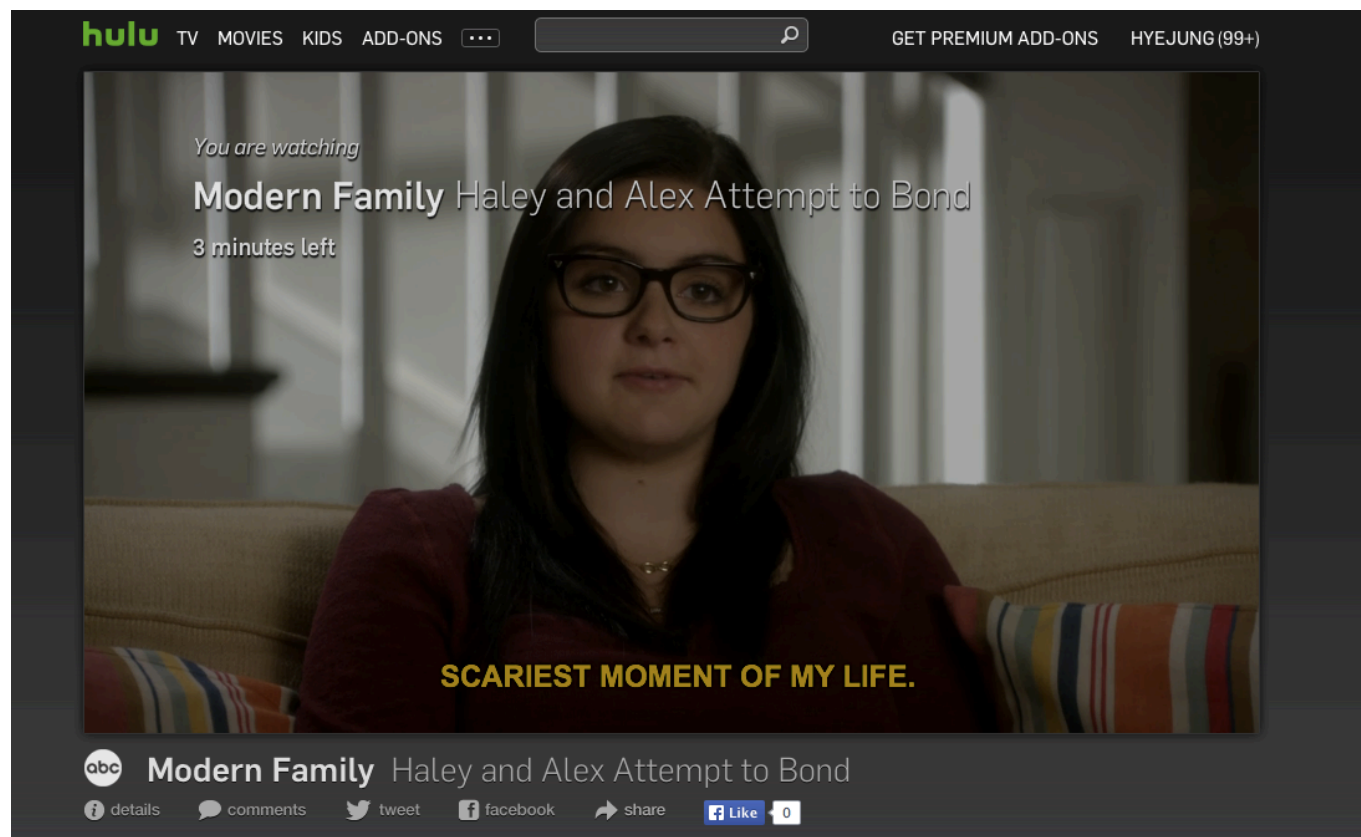 hulu TV MOVIES KIDS ADD-ONS GET PREMIUM ADD-ONS HYEJUNG (99+)
You are watching
Modern Family Haley and Alex Attempt to Bond
3 minutes left
SCARIEST MOMENT OF MY LIFE.
abc Modern Family Haley and Alex Attempt to Bond
details comments tweet facebook share Like 0